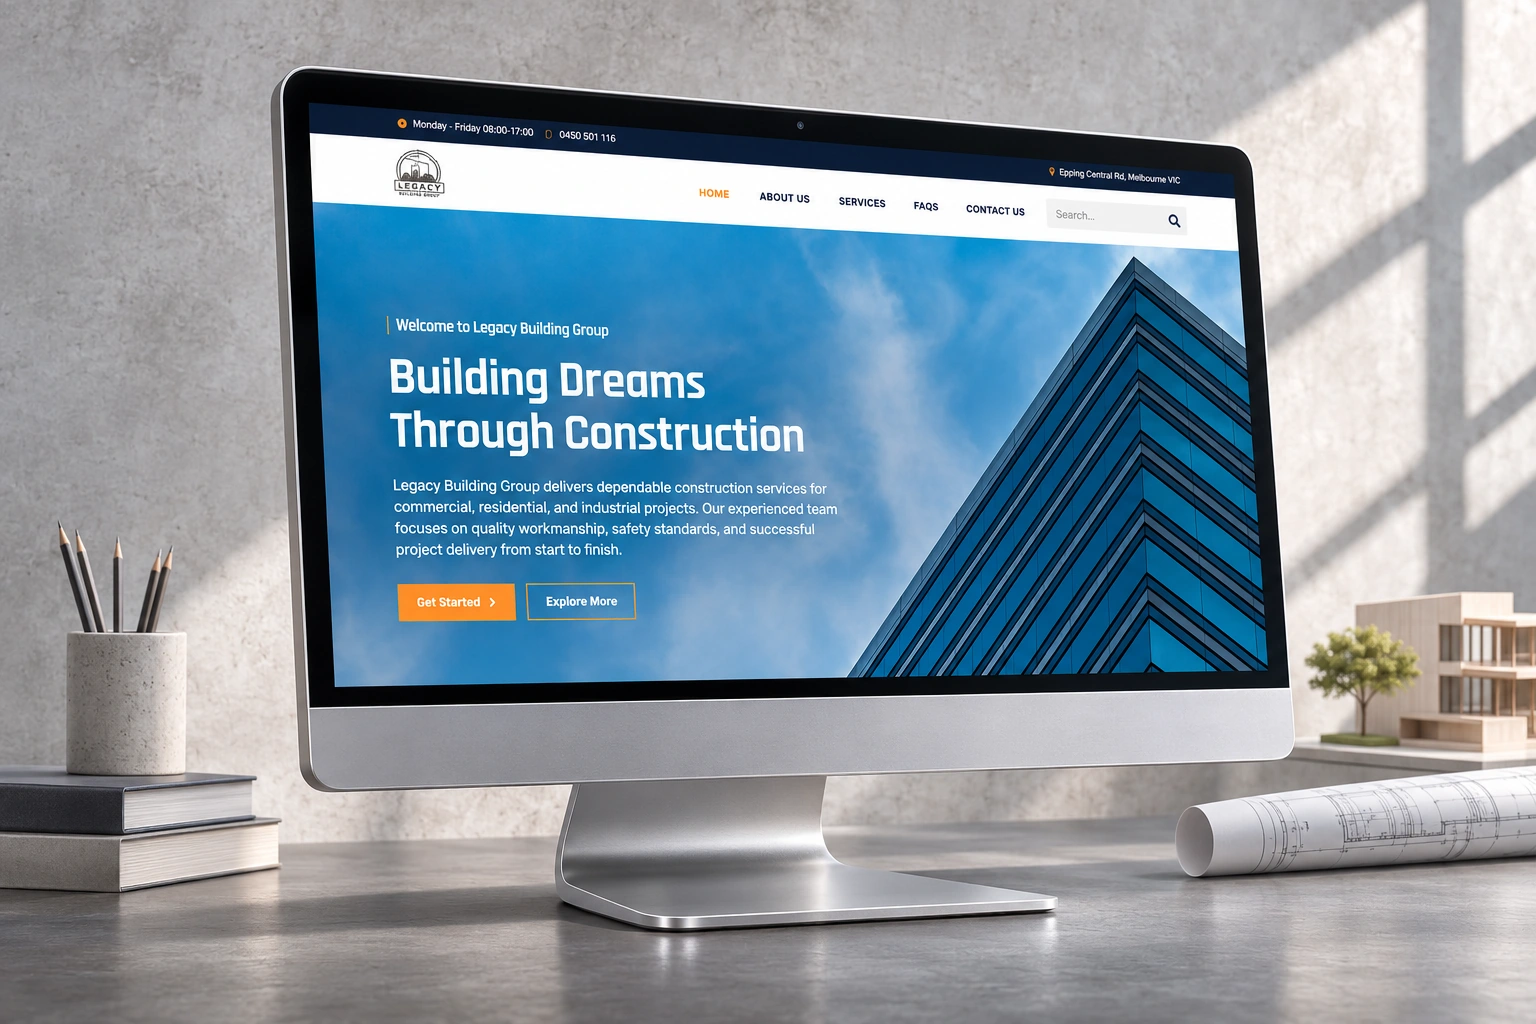 Monday - Friday 08:00-17:00
0450 501 116
Epping Central Rd, Melbourne VIC
LEGACY
BUILDING GROUP
HOME
ABOUT US
SERVICES
FAQS
CONTACT US
Search...
Welcome to Legacy Building Group
Building Dreams
Through Construction
Legacy Building Group delivers dependable construction services for
commercial, residential, and industrial projects. Our experienced team
focuses on quality workmanship, safety standards, and successful
project delivery from start to finish.
Get Started
Explore More